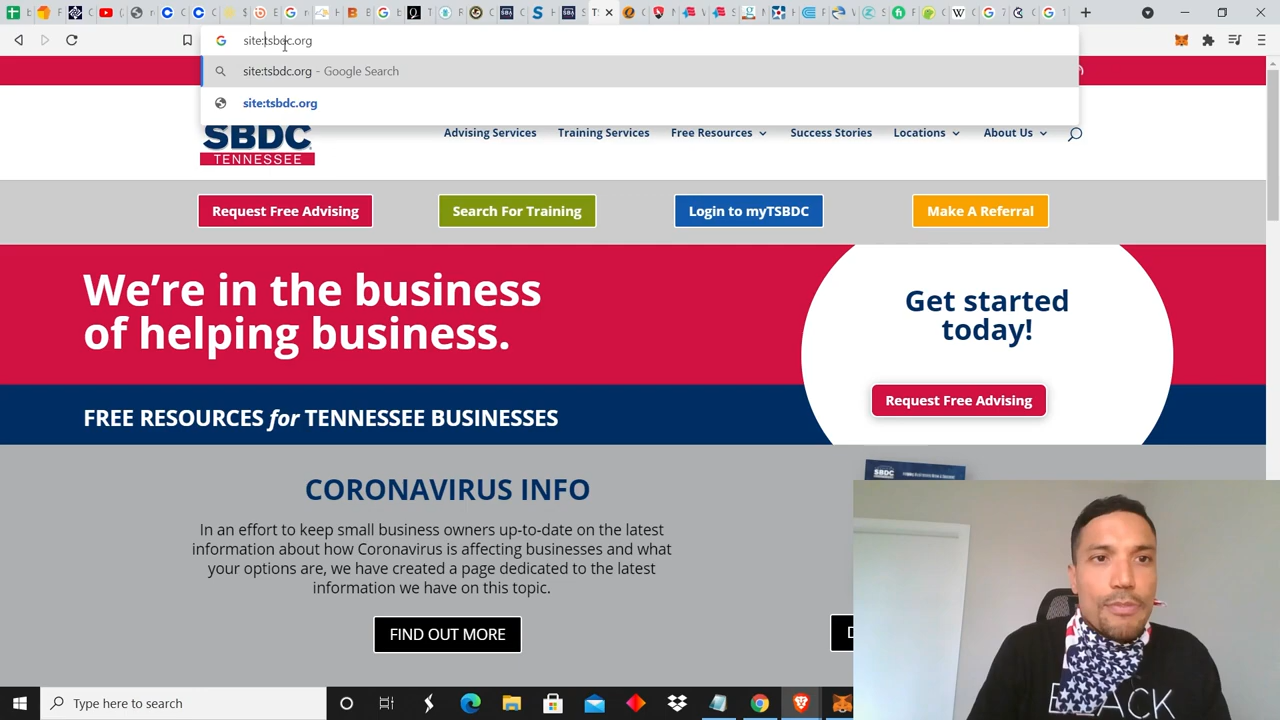 site:tsbdc.org
site:tsbdc.org - Google Search
site:tsbdc.org
SBDC
TENNESSEE
Advising Services
Training Services
Free Resources
Success Stories
Locations
About Us
Request Free Advising
Search For Training
Login to myTSBDC
Make A Referral
We're in the business
of helping business.
Get started
today!
Request Free Advising
FREE RESOURCES for TENNESSEE BUSINESSES
CORONAVIRUS INFO
In an effort to keep small business owners up-to-date on the latest
information about how Coronavirus is affecting businesses and what
your options are, we have created a page dedicated to the latest
information we have on this topic.
FIND OUT MORE
SBDC
BLACK
Type here to search